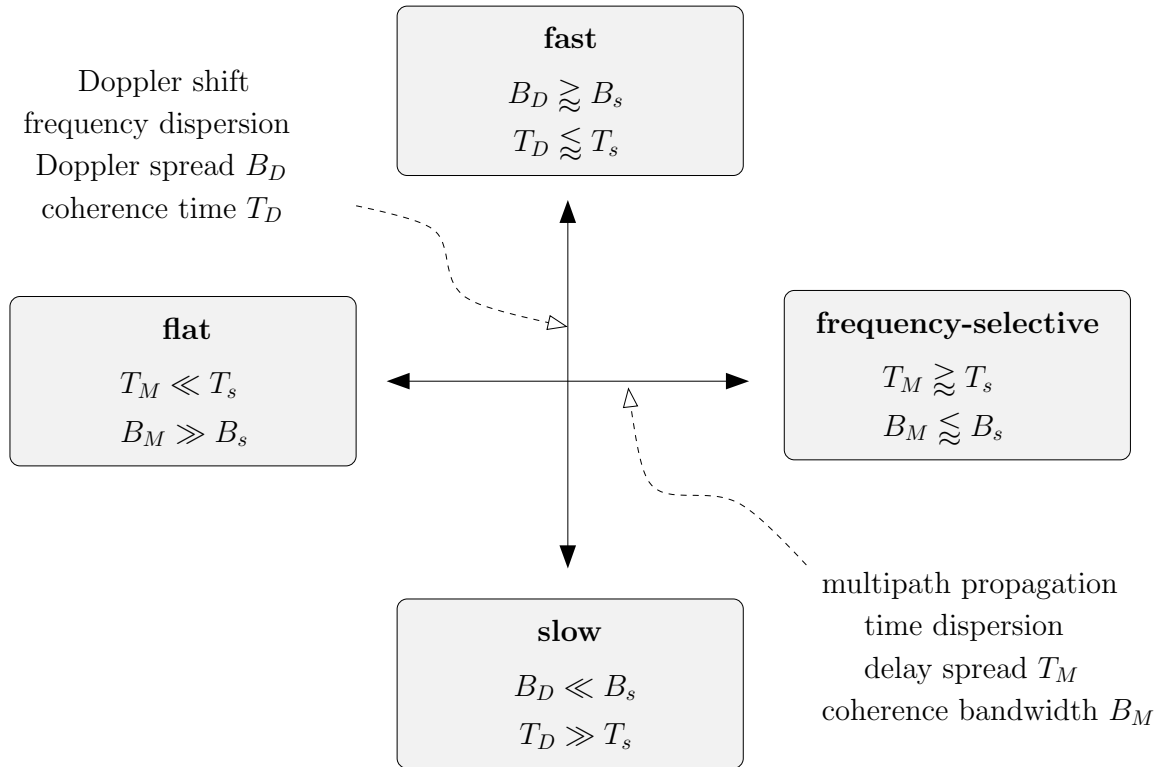 fast
B_D ⪆ B_s
T_D ⪅ T_s
Doppler shift
frequency dispersion
Doppler spread B_D
coherence time T_D
flat
T_M ≪ T_s
B_M ≫ B_s
frequency-selective
T_M ⪆ T_s
B_M ⪅ B_s
slow
B_D ≪ B_s
T_D ≫ T_s
multipath propagation
time dispersion
delay spread T_M
coherence bandwidth B_M